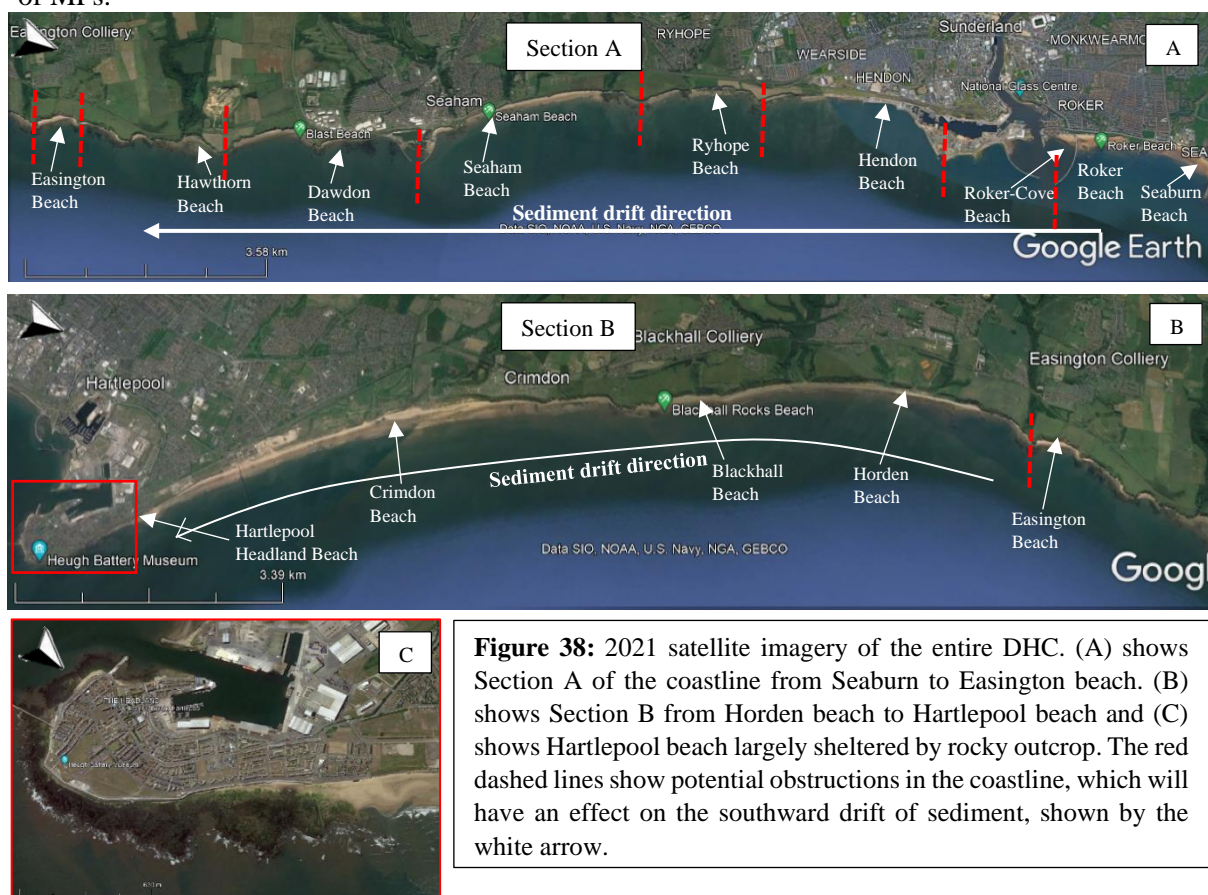 of MPs.
Easington Colliery
Section A
RYHOPE
WEARSIDE
HENDON
Sunderland
MONKWEARMO
A
National Glass Centre
ROKER
Seaham
Seaham Beach
Blast Beach
Roker Beach
SEA
Easington
Beach
Hawthorn
Beach
Dawdon
Beach
Seaham
Beach
Ryhope
Beach
Hendon
Beach
Roker-Cove
Beach
Roker
Beach
Seaburn
Beach
Sediment drift direction
Data SIO, NOAA, U.S. Navy, NGA, GEBCO
3.58 km
Google Earth
Section B
Blackhall Colliery
B
Hartlepool
Crimdon
Easington Colliery
Blackhall Rocks Beach
Sediment drift direction
Crimdon
Beach
Blackhall
Beach
Horden
Beach
Easington
Beach
Hartlepool
Headland Beach
Heugh Battery Museum
Data SIO, NOAA, U.S. Navy, NGA, GEBCO
3.39 km
Googl
C
THE HEADLAND
Heugh Battery Museum
Figure 38: 2021 satellite imagery of the entire DHC. (A) shows
Section A of the coastline from Seaburn to Easington beach. (B)
shows Section B from Horden beach to Hartlepool beach and (C)
shows Hartlepool beach largely sheltered by rocky outcrop. The red
dashed lines show potential obstructions in the coastline, which will
have an effect on the southward drift of sediment, shown by the
white arrow.